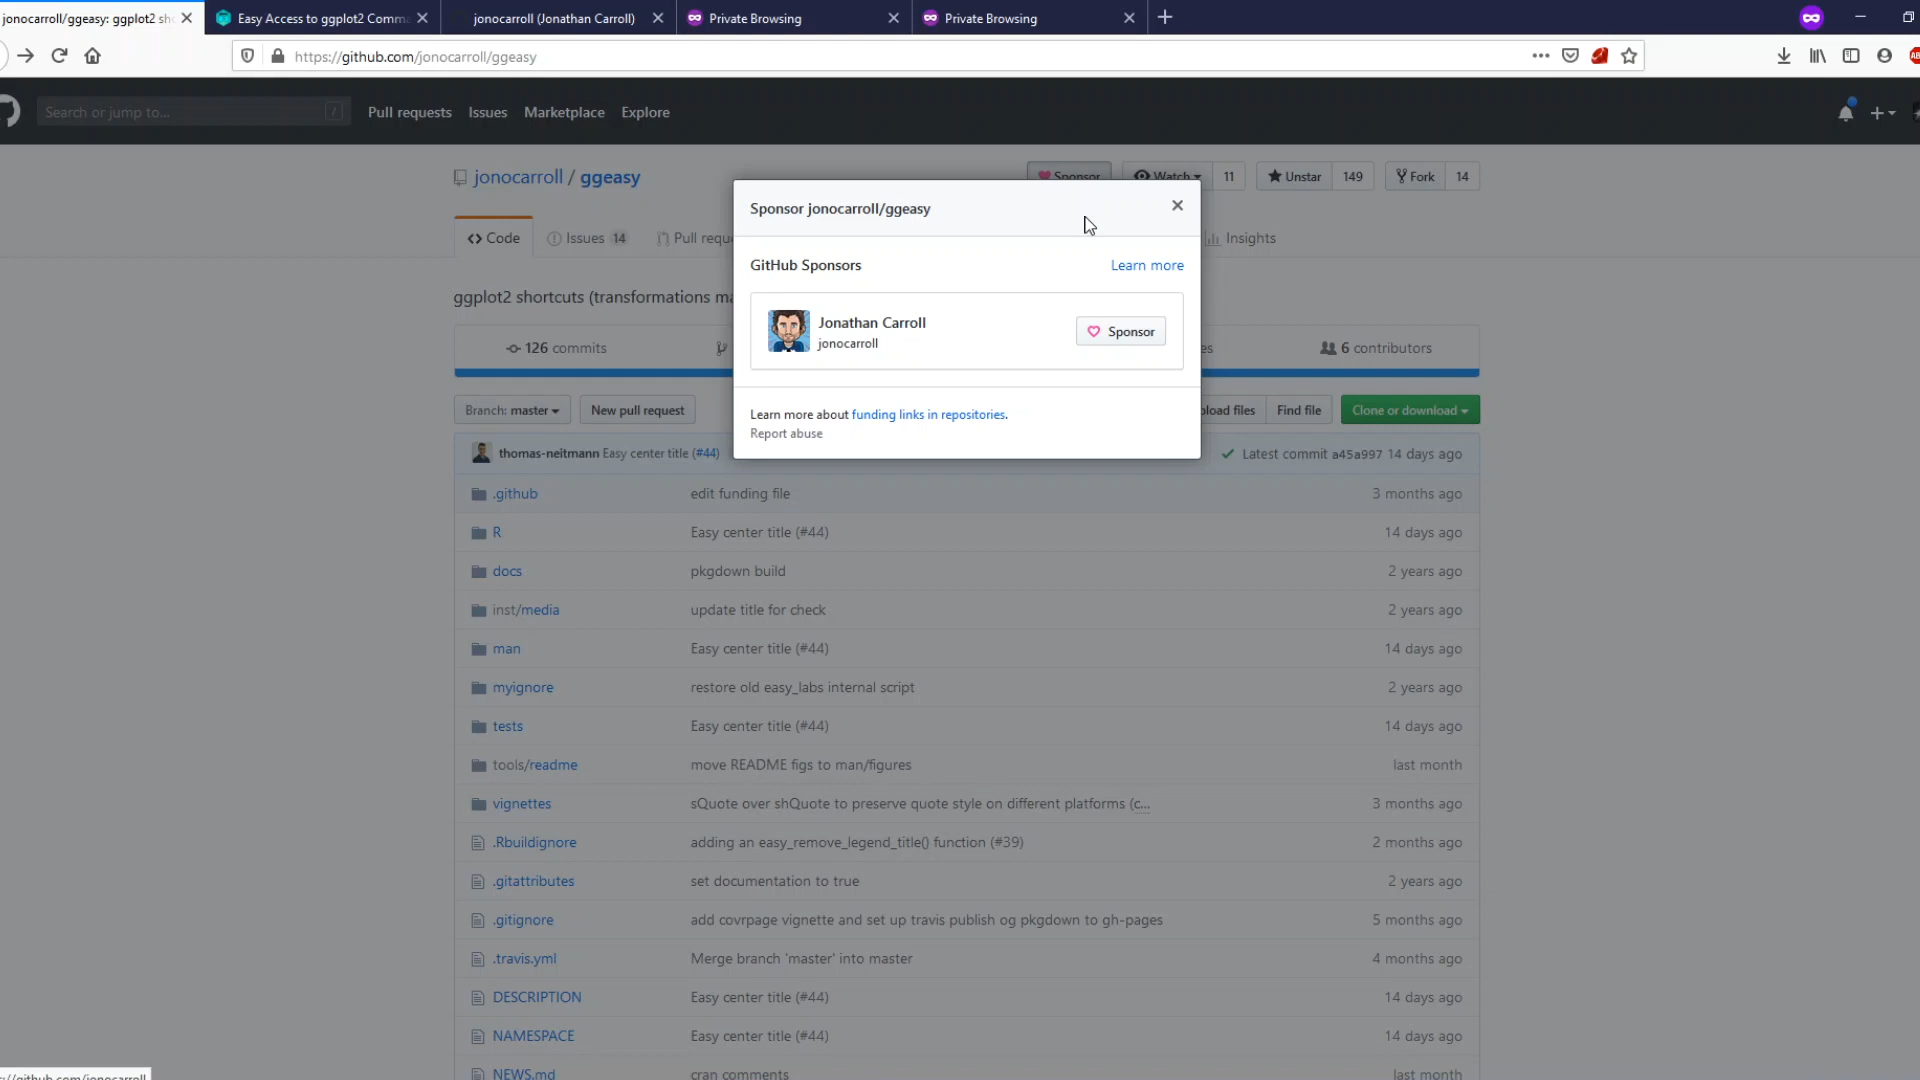 jonocarroll/ggeasy: ggplot2 sh
Easy Access to ggplot2 Comma
jonocarroll (Jonathan Carroll)
Private Browsing
Private Browsing
https://github.com/jonocarroll/ggeasy
Search or jump to...
/
Pull requests
Issues
Marketplace
Explore
jonocarroll / ggeasy
Sponsor
Watch
11
Unstar
149
Fork
14
Code
Issues 14
Pull requ
Insights
Sponsor jonocarroll/ggeasy
GitHub Sponsors
Learn more
Jonathan Carroll
jonocarroll
Sponsor
Learn more about funding links in repositories.
Report abuse
ggplot2 shortcuts (transformations ma
126 commits
es
6 contributors
Branch: master
New pull request
load files
Find file
Clone or download
thomas-neitmann Easy center title (#44)
Latest commit a45a997 14 days ago
.github edit funding file 3 months ago
R Easy center title (#44) 14 days ago
docs pkgdown build 2 years ago
inst/media update title for check 2 years ago
man Easy center title (#44) 14 days ago
myignore restore old easy_labs internal script 2 years ago
tests Easy center title (#44) 14 days ago
tools/readme move README figs to man/figures last month
vignettes sQuote over shQuote to preserve quote style on different platforms (c... 3 months ago
.Rbuildignore adding an easy_remove_legend_title() function (#39) 2 months ago
.gitattributes set documentation to true 2 years ago
.gitignore add covrpage vignette and set up travis publish og pkgdown to gh-pages 5 months ago
.travis.yml Merge branch 'master' into master 4 months ago
DESCRIPTION Easy center title (#44) 14 days ago
NAMESPACE Easy center title (#44) 14 days ago
NEWS.md cran comments last month
://github.com/jonocarroll